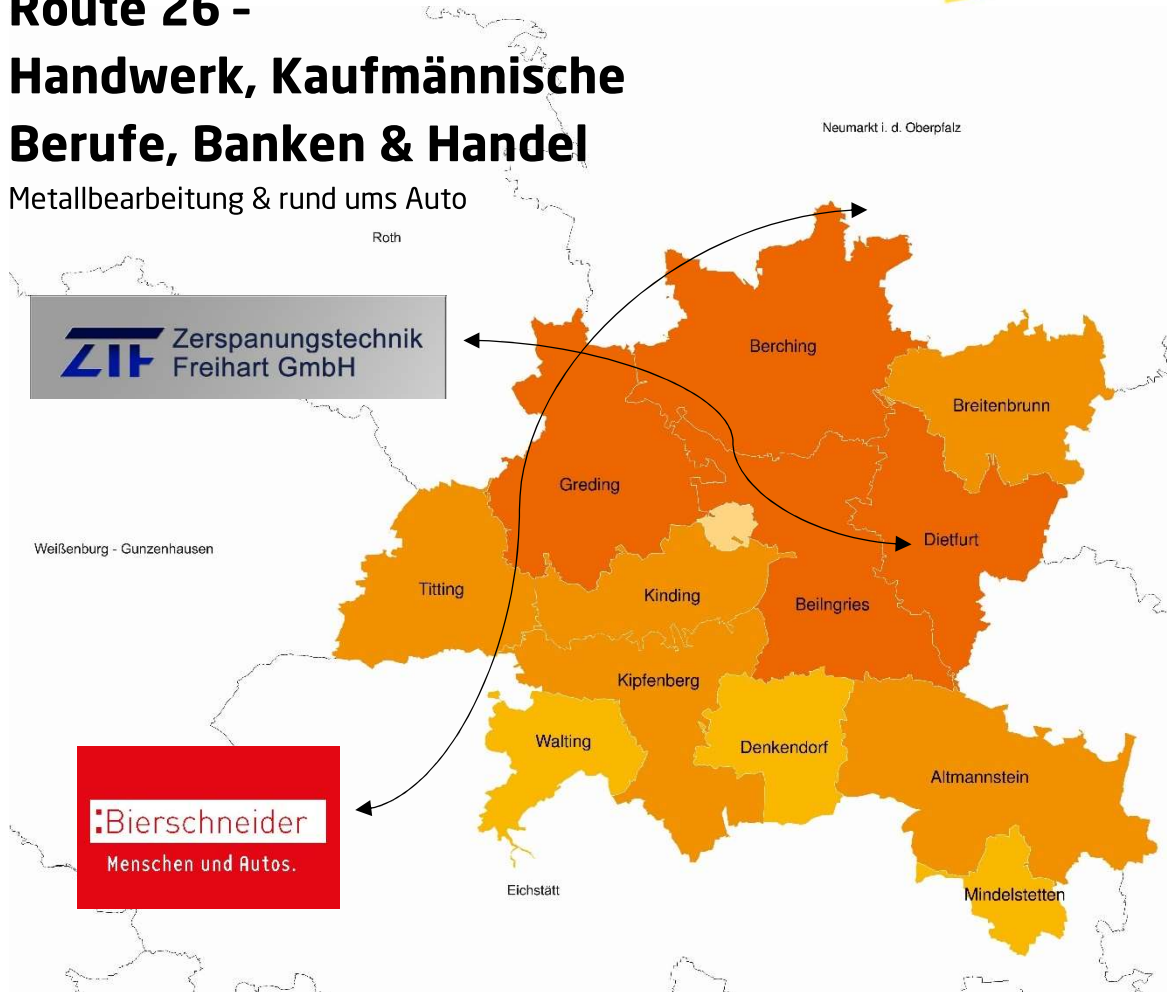 Route 26 –
Handwerk, Kaufmännische
Berufe, Banken & Handel
Metallbearbeitung & rund ums Auto
Neumarkt i. d. Oberpfalz
Roth
ZTF Zerspanungstechnik
Freihart GmbH
Berching
Breitenbrunn
Greding
Dietfurt
Weißenburg - Gunzenhausen
Titting
Kinding
Beilngries
Kipfenberg
Walting
Denkendorf
Altmannstein
:Bierschneider
Menschen und Autos.
Eichstätt
Mindelstetten